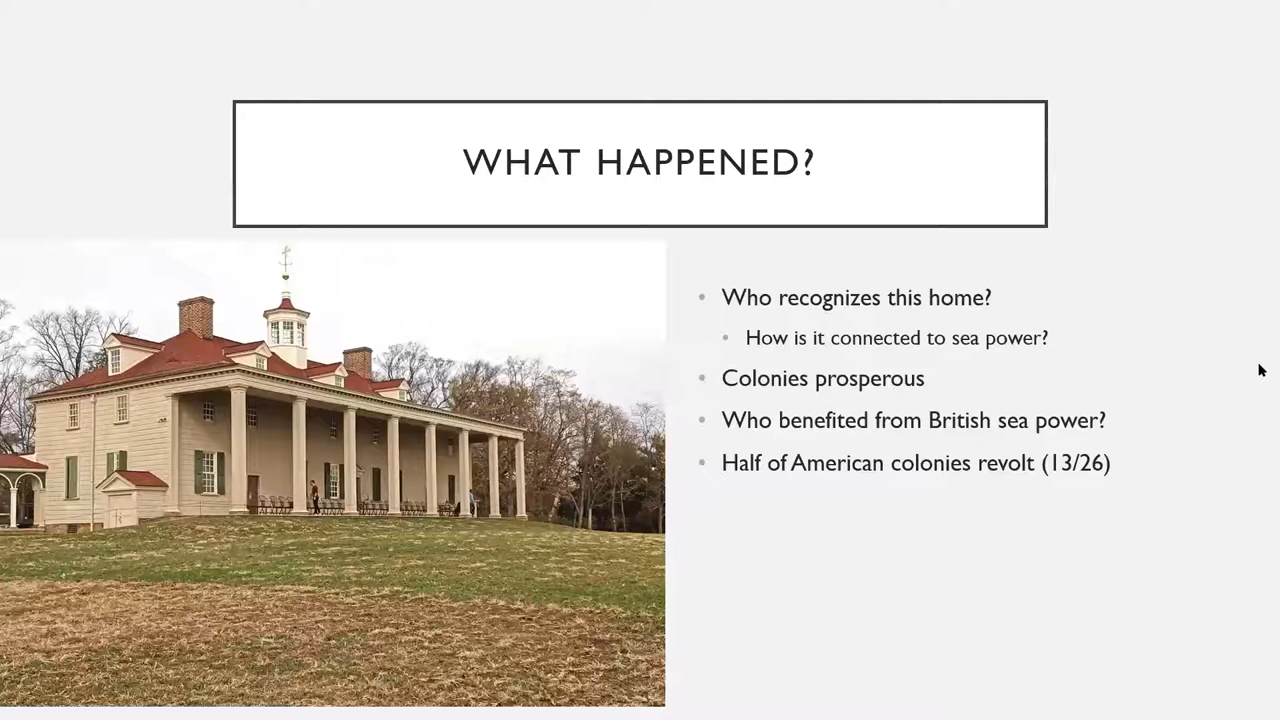 WHAT HAPPENED?
• Who recognizes this home?
• How is it connected to sea power?
• Colonies prosperous
• Who benefited from British sea power?
• Half of American colonies revolt (13/26)